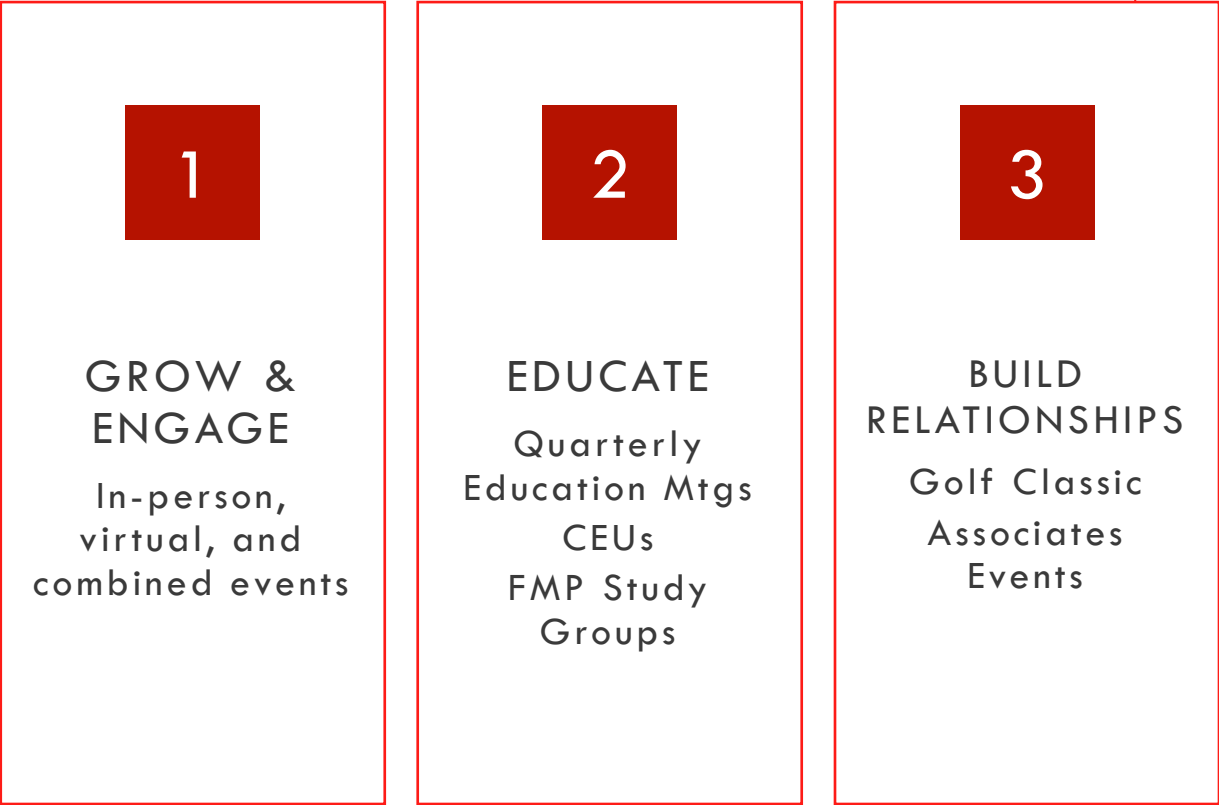 1
GROW &
ENGAGE
In-person,
virtual, and
combined events
2
EDUCATE
Quarterly
Education Mtgs
CEUs
FMP Study
Groups
3
BUILD
RELATIONSHIPS
Golf Classic
Associates
Events